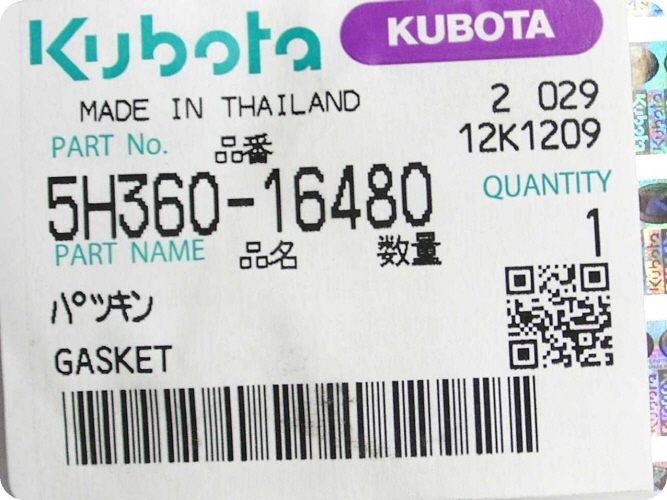 Kubota KUBOTA
MADE IN THAILAND 2 029
PART No. 品番 12K1209
5H360-16480 QUANTITY
PART NAME 品名 数量 1
パッキン
GASKET